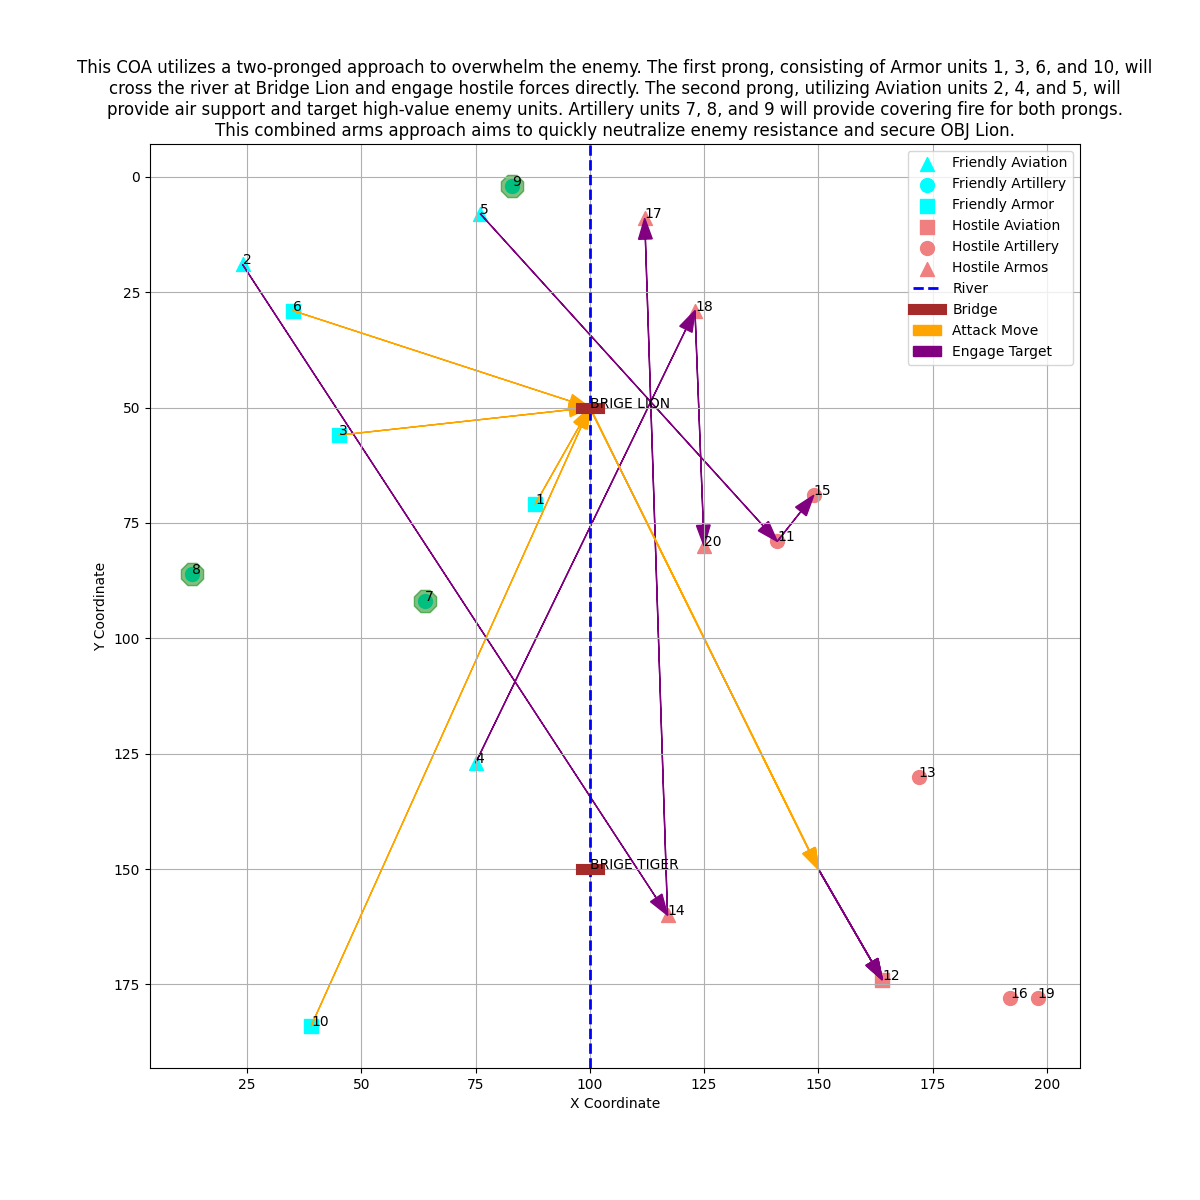 This COA utilizes a two-pronged approach to overwhelm the enemy. The first prong, consisting of Armor units 1, 3, 6, and 10, will
cross the river at Bridge Lion and engage hostile forces directly. The second prong, utilizing Aviation units 2, 4, and 5, will
provide air support and target high-value enemy units. Artillery units 7, 8, and 9 will provide covering fire for both prongs.
This combined arms approach aims to quickly neutralize enemy resistance and secure OBJ Lion.
Friendly Aviation
Friendly Artillery
Friendly Armor
Hostile Aviation
Hostile Artillery
Hostile Armos
River
Bridge
Attack Move
Engage Target
0
25
50
75
100
125
150
175
Y Coordinate
9
5
17
2
6
18
BRIGE LION
3
15
1
11
20
8
7
4
13
BRIGE TIGER
14
12
16
19
10
25
50
75
100
125
150
175
200
X Coordinate